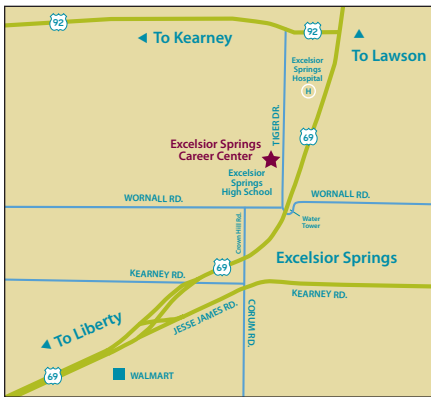 92
92
To Kearney
To Lawson
Excelsior
Springs
Hospital
H
TIGER DR.
69
Excelsior Springs
Career Center
Excelsior
Springs
High School
WORNALL RD.
WORNALL RD.
Crown Hill Rd.
Water
Tower
Excelsior Springs
69
KEARNEY RD.
KEARNEY RD.
To Liberty
JESSE JAMES RD.
CORUM RD.
69
WALMART